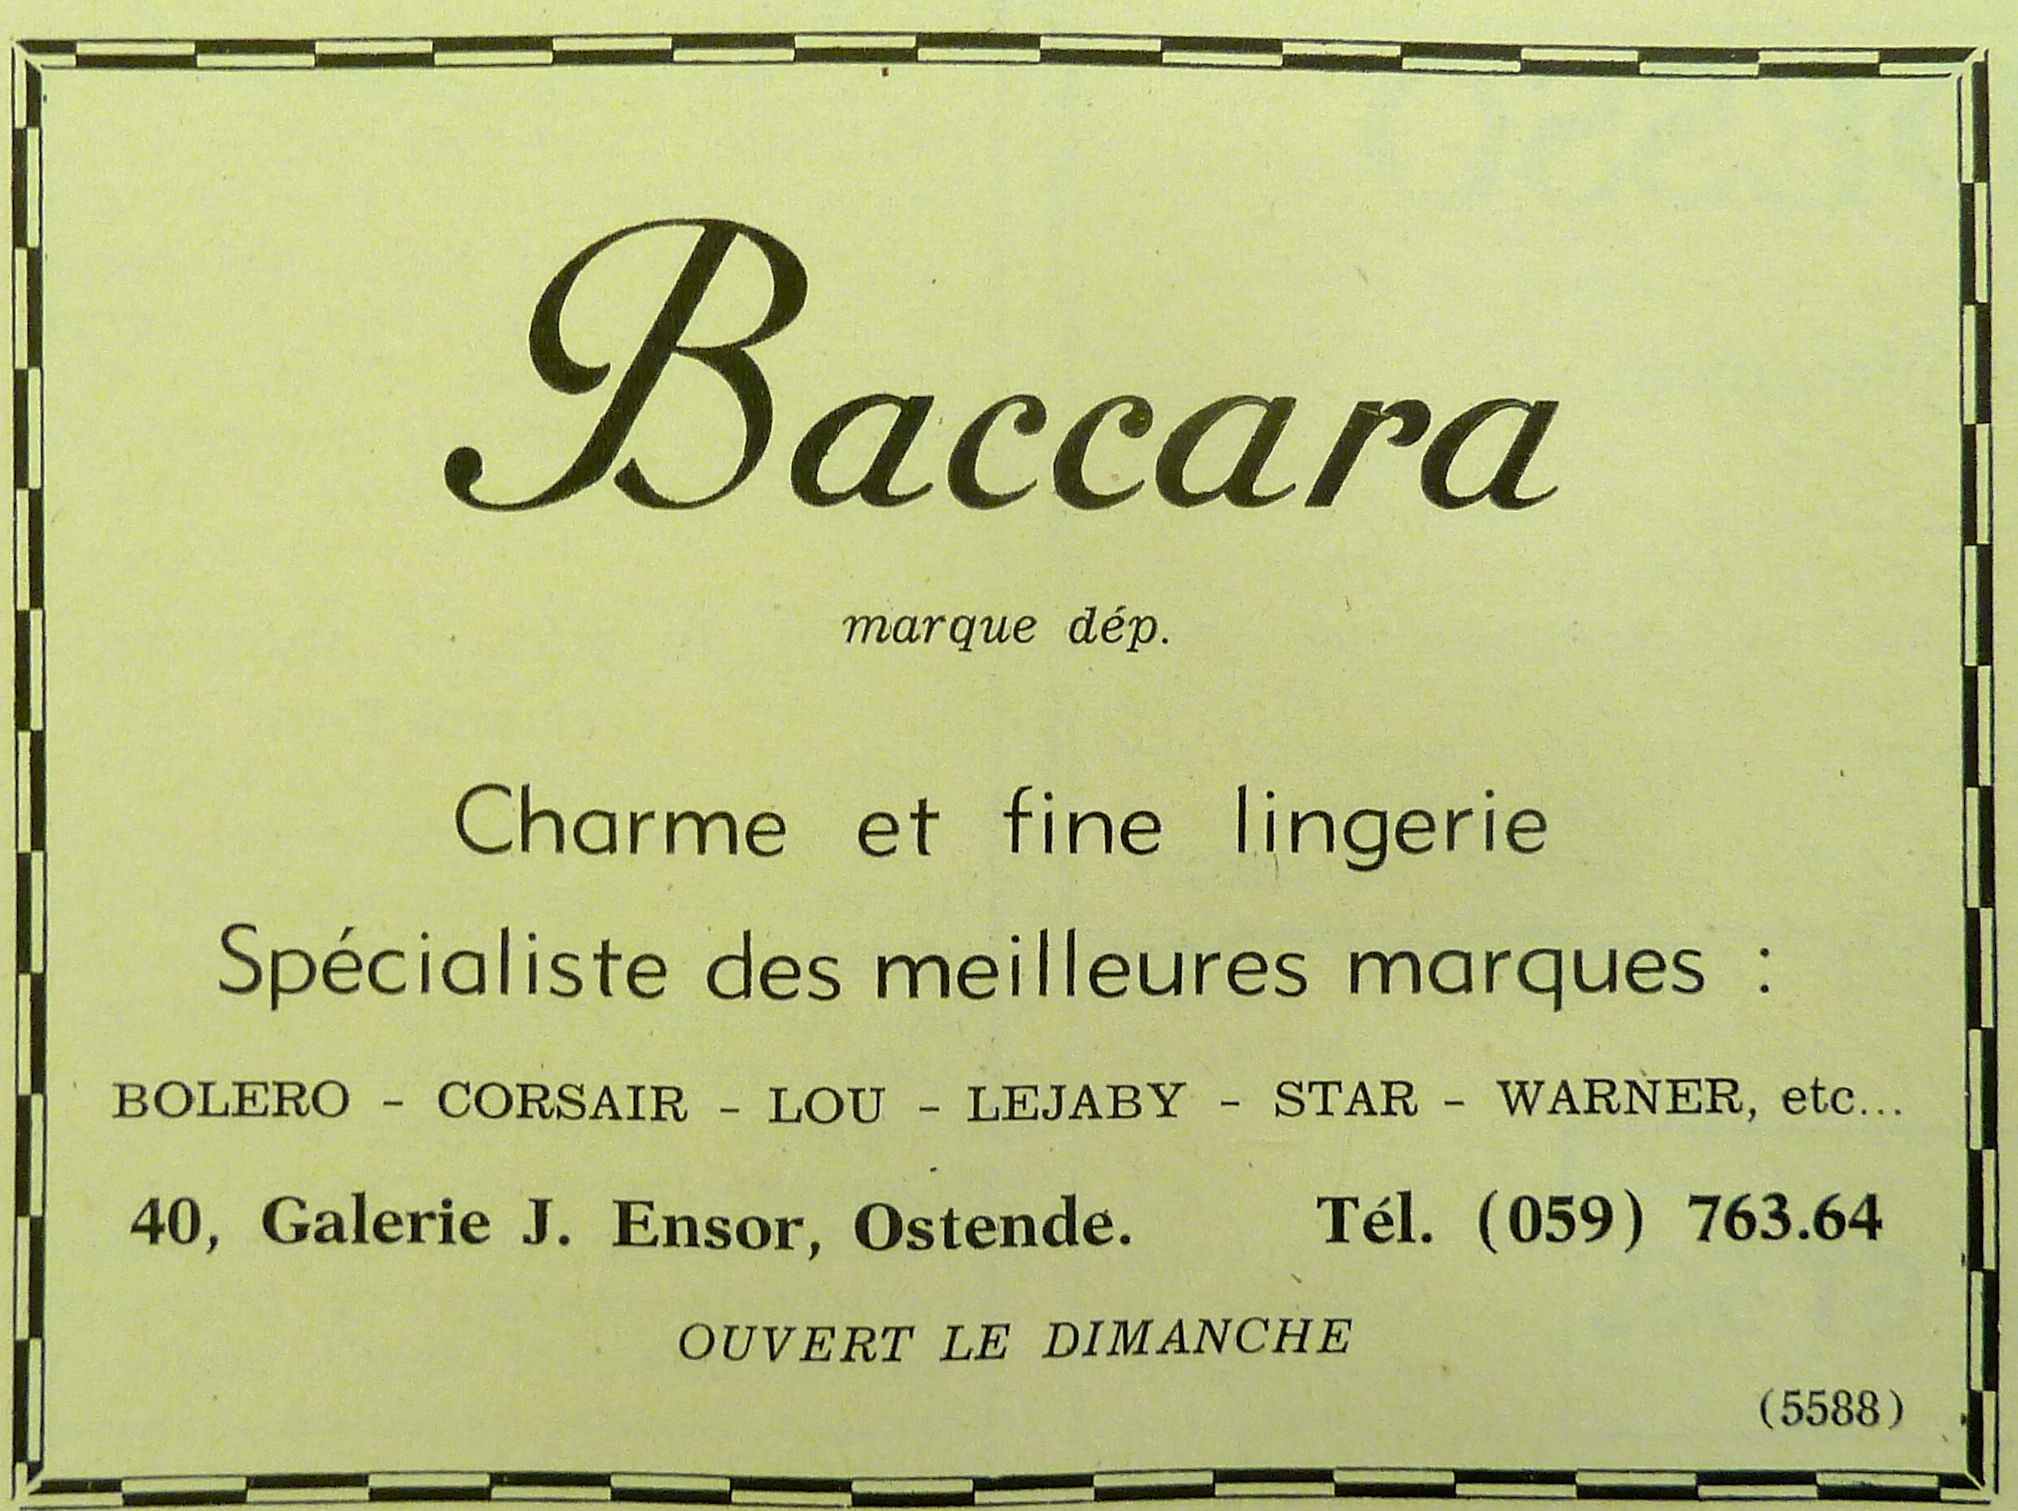 Baccara
marque dép.
Charme et fine lingerie
Spécialiste des meilleures marques :
BOLERO - CORSAIR - LOU - LEJABY - STAR - WARNER, etc...
40, Galerie J. Ensor, Ostende. Tél. (059) 763.64
OUVERT LE DIMANCHE
(5588)